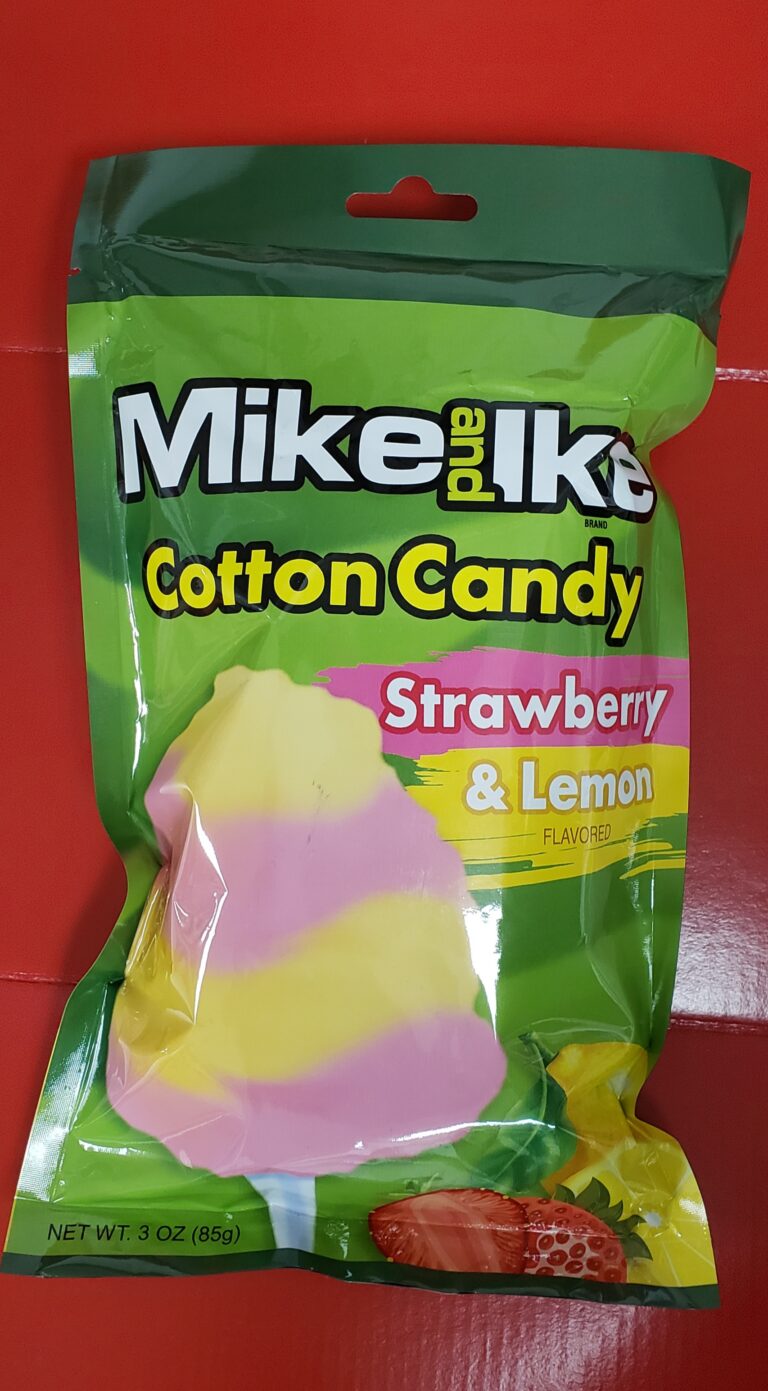 Mike and Ike
BRAND
Cotton Candy
Strawberry
& Lemon
FLAVORED
NET WT. 3 OZ (85g)